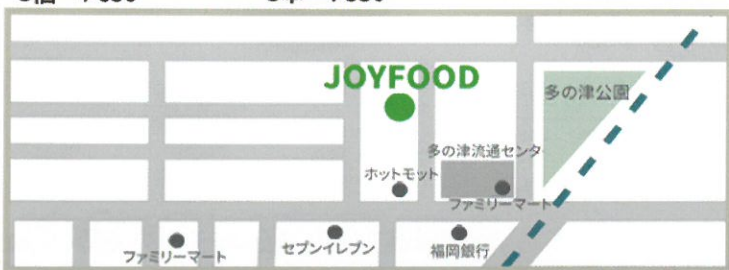 JOYFOOD
多の津公園
多の津流通センタ
ホットモット
ファミリーマート
ファミリーマート
セブンイレブン
福岡銀行